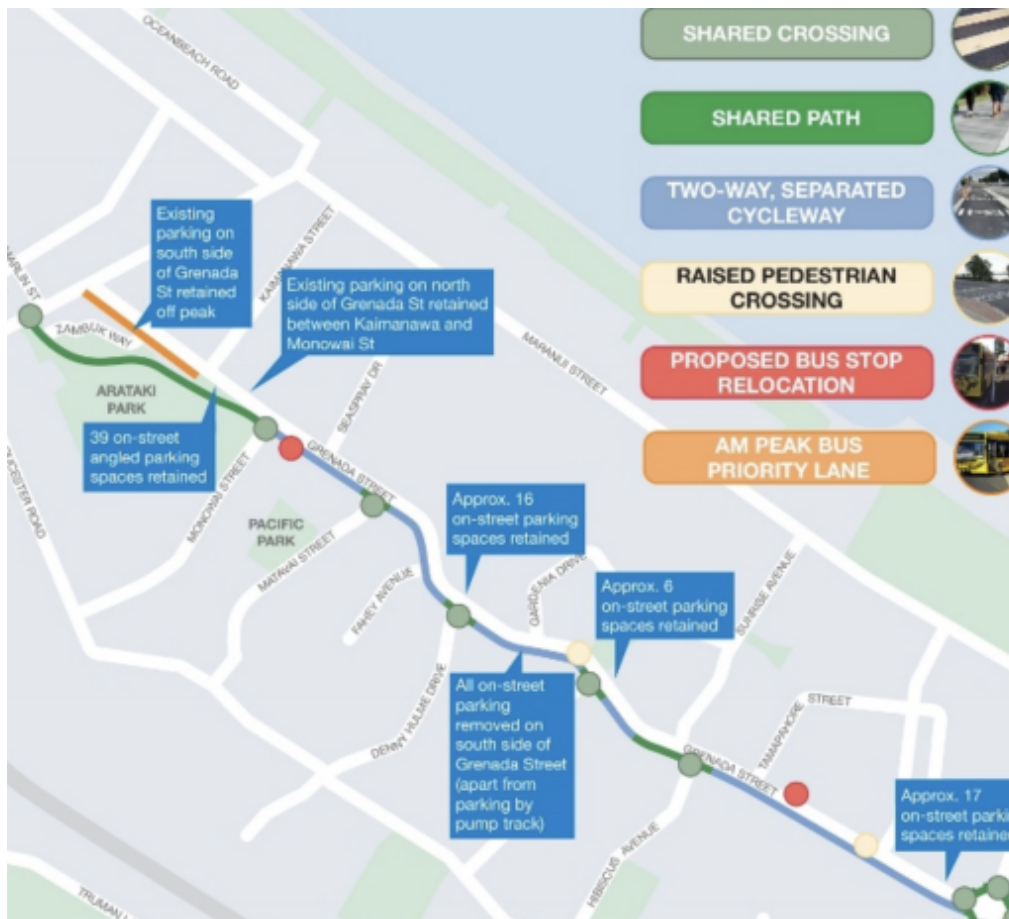 SHARED CROSSING
SHARED PATH
TWO-WAY, SEPARATED
CYCLEWAY
RAISED PEDESTRIAN
CROSSING
PROPOSED BUS STOP
RELOCATION
AM PEAK BUS
PRIORITY LANE
OCEANBEACH ROAD
Existing
parking on
south side
of Grenada
St retained
off peak
KAIMANAWA STREET
Existing parking on north
side of Grenada St retained
between Kaimanawa and
Monowai St
MARLIN ST
ZAMBUK WAY
MARANUI STREET
SEASPRAY DR
ARATAKI
PARK
39 on-street
angled parking
spaces retained
GRENADA STREET
MONOWAI STREET
ROAD
PACIFIC
PARK
MATAVAI STREET
Approx. 16
on-street parking
spaces retained
FAHEY AVENUE
GARDENIA DRIVE
Approx. 6
on-street parking
spaces retained
SUNRISE AVENUE
All on-street
parking
removed on
south side of
Grenada Street
(apart from
parking by
pump track)
DENNY HULME DRIVE
TAMAPAHORE STREET
GRENADA STREET
HIBISCUS AVENUE
Approx. 17
on-street parki
spaces retaine
TRUMAN